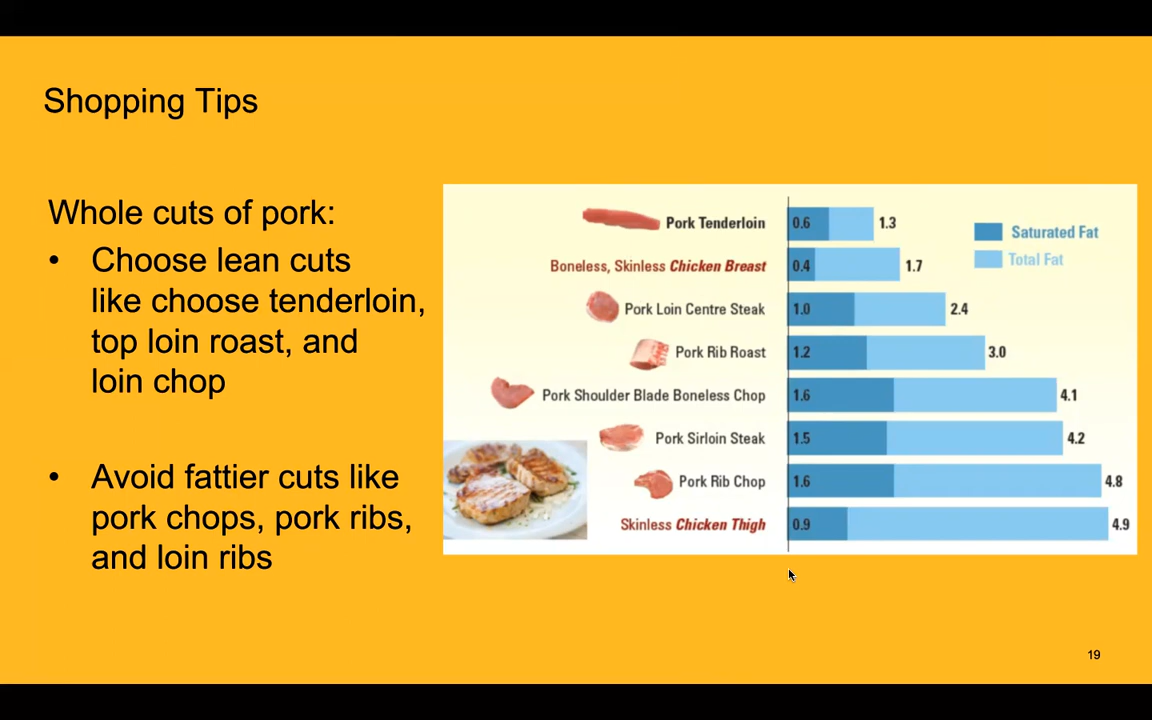 Shopping Tips
Whole cuts of pork:
• Choose lean cuts
like choose tenderloin,
top loin roast, and
loin chop
• Avoid fattier cuts like
pork chops, pork ribs,
and loin ribs
Pork Tenderloin 0.6 1.3
Boneless, Skinless Chicken Breast 0.4 1.7
Pork Loin Centre Steak 1.0 2.4
Pork Rib Roast 1.2 3.0
Pork Shoulder Blade Boneless Chop 1.6 4.1
Pork Sirloin Steak 1.5 4.2
Pork Rib Chop 1.6 4.8
Skinless Chicken Thigh 0.9 4.9
Saturated Fat
Total Fat
19